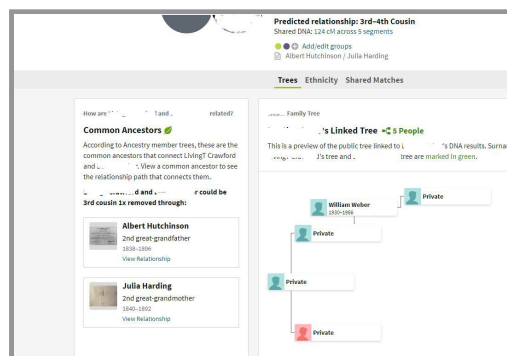 Predicted relationship: 3rd–4th Cousin
Shared DNA: 124 cM across 5 segments
Add/edit groups
Albert Hutchinson / Julia Harding
Trees Ethnicity Shared Matches
How are and related?
Common Ancestors
According to Ancestry member trees, these are the
common ancestors that connect LivingT Crawford
and . View a common ancestor to see
the relationship path that connects them.
d and r could be
3rd cousin 1x removed through:
Albert Hutchinson
2nd great-grandfather
1838–1896
View Relationship
Julia Harding
2nd great-grandmother
1840–1892
View Relationship
Family Tree
's Linked Tree 5 People
This is a preview of the public tree linked to 's DNA results. Surna
's tree and tree are marked in green.
William Weber
1930–1986
Private
Private
Private
Private